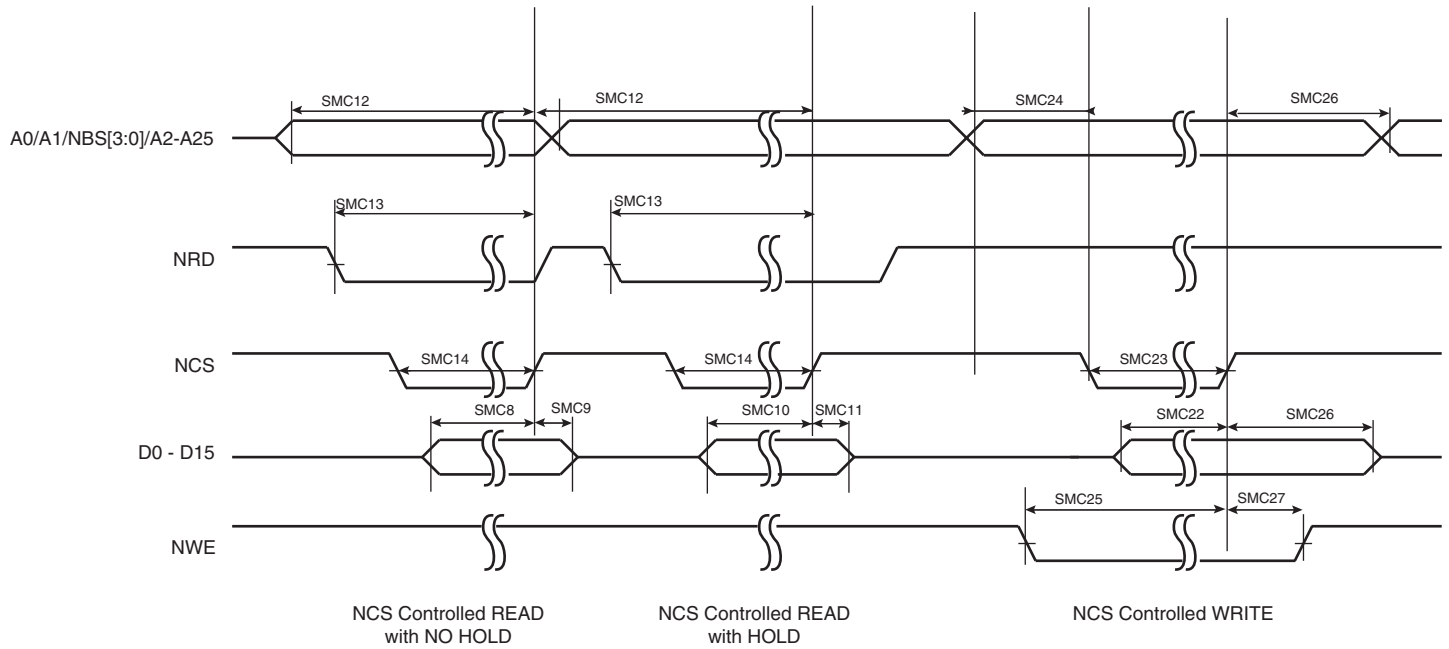 SMC12
SMC12
SMC24
SMC26
A0/A1/NBS[3:0]/A2-A25
SMC13
SMC13
NRD
NCS
SMC14
SMC14
SMC23
SMC8
SMC9
SMC10
SMC11
SMC22
SMC26
D0 - D15
SMC25
SMC27
NWE
NCS Controlled READ
with NO HOLD
NCS Controlled READ
with HOLD
NCS Controlled WRITE